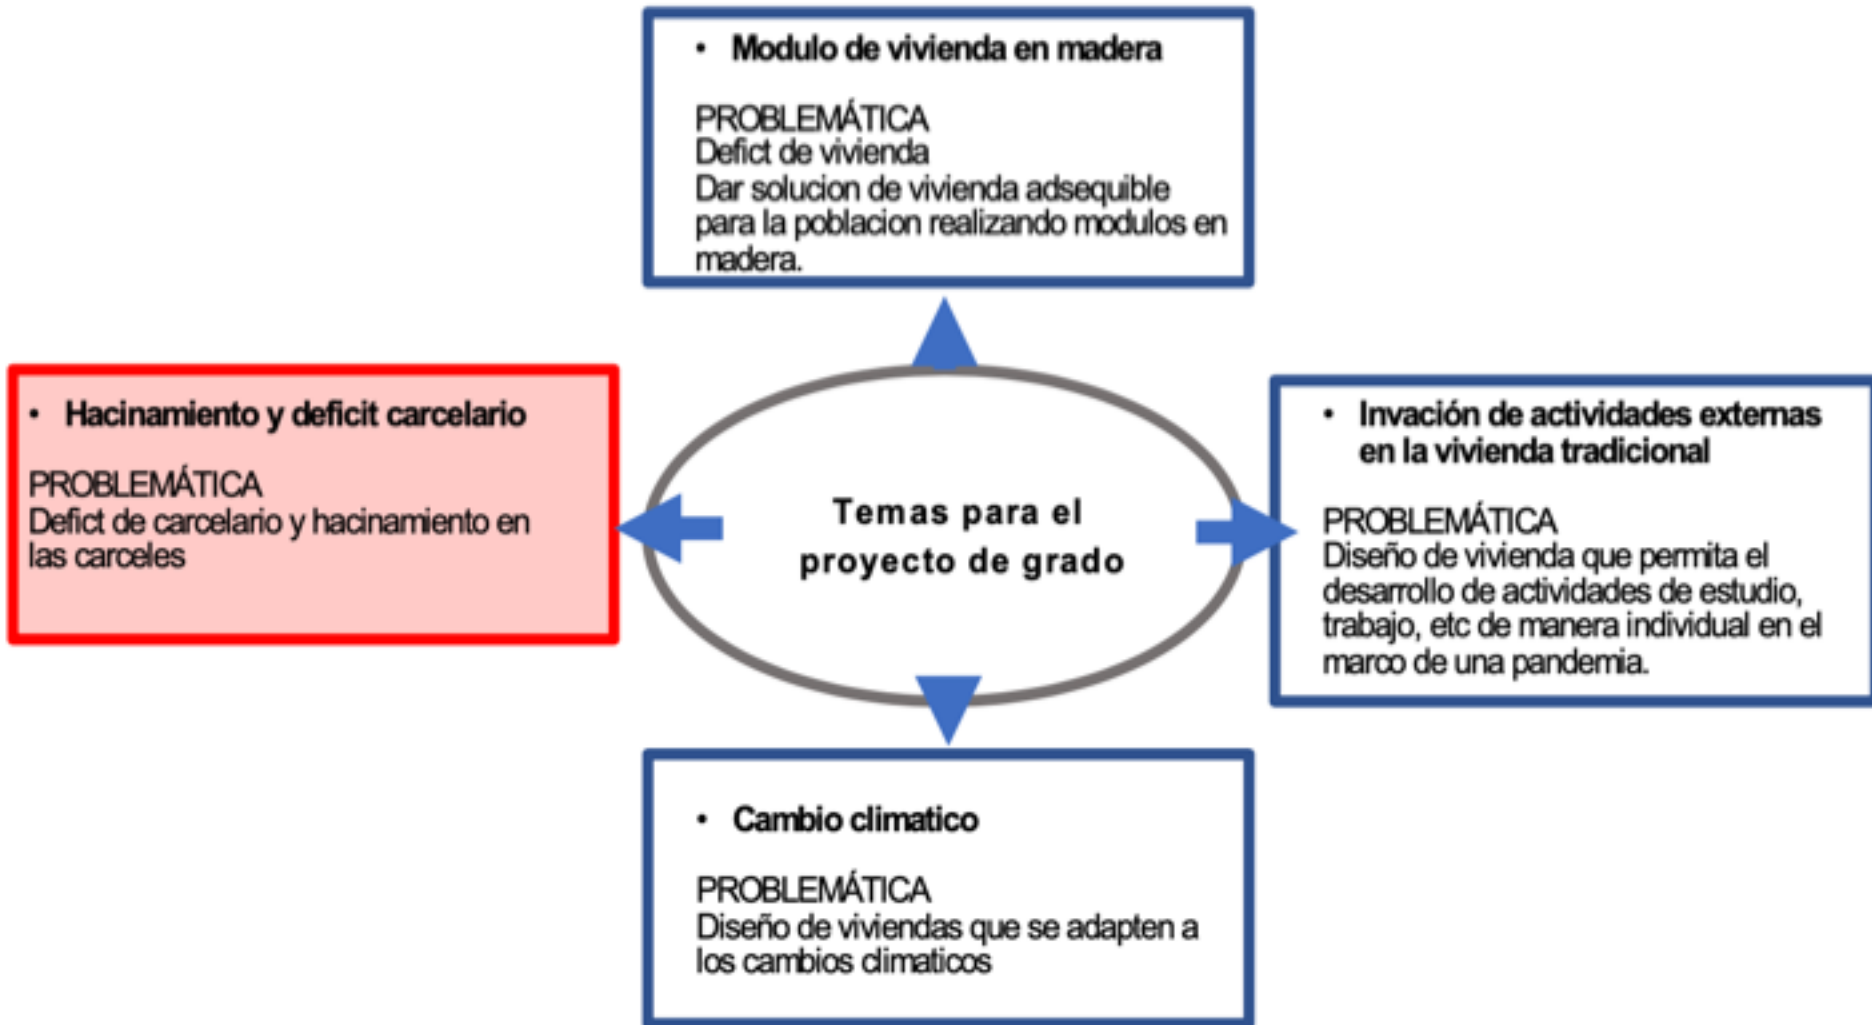 • Modulo de vivienda en madera
PROBLEMÁTICA
Defict de vivienda
Dar solucion de vivienda adsequible
para la poblacion realizando modulos en
madera.
• Hacinamiento y deficit carcelario
PROBLEMÁTICA
Defict de carcelario y hacinamiento en
las carceles
Temas para el
proyecto de grado
• Invación de actividades externas
en la vivienda tradicional
PROBLEMÁTICA
Diseño de vivienda que permita el
desarrollo de actividades de estudio,
trabajo, etc de manera individual en el
marco de una pandemia.
• Cambio climatico
PROBLEMÁTICA
Diseño de viviendas que se adapten a
los cambios climaticos